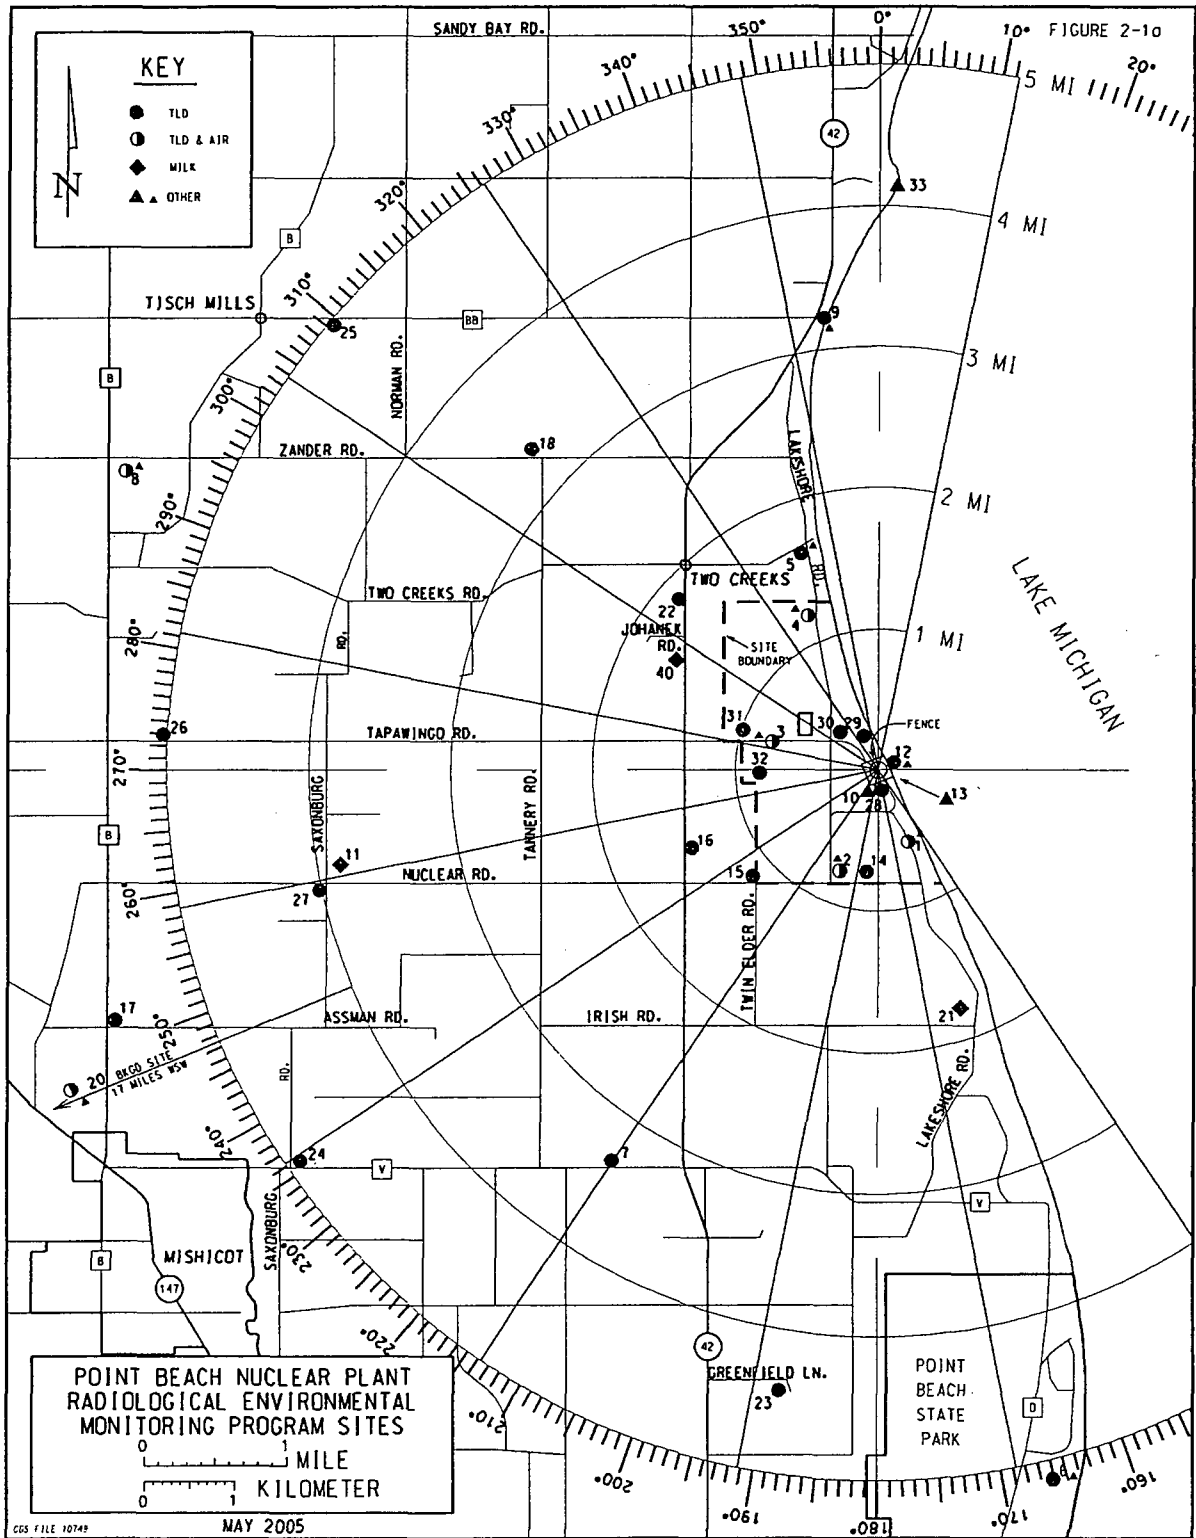 SANDY BAY RD.
0°
10°
FIGURE 2-1a
350°
20°
340°
5 MI
KEY
TLD
TLD & AIR
MILK
OTHER
N
330°
42
33
320°
4 MI
B
310°
TISCH MILLS
25
BB
9
NORMAN RD.
3 MI
B
300°
ZANDER RD.
18
LAKESHORE
RD.
8
290°
2 MI
5
TWO CREEKS
TWO CREEKS RD.
22
4
LAKE MICHIGAN
280°
RD.
JOHANEK
RD.
SITE
BOUNDARY
1 MI
40
26
TAPAWINGO RD.
31
3
30
29
FENCE
270°
32
12
SAXONBURG
TANNERY RD.
10
28
13
B
16
1
11
NUCLEAR RD.
15
2
14
260°
27
TWIN ELDER RD.
17
250°
ASSMAN RD.
IRISH RD.
21
20
BKGD SITE
17 MILES WSW
RD.
LAKESHORE RD.
240°
24
V
7
V
SAXONBURG
230°
MISHICOT
B
147
220°
42
GREENFIELD LN.
23
POINT
BEACH
STATE
PARK
D
210°
200°
190°
180°
170°
160°
6
POINT BEACH NUCLEAR PLANT
RADIOLOGICAL ENVIRONMENTAL
MONITORING PROGRAM SITES
0 1
MILE
KILOMETER
0 1
CGS FILE 10749
MAY 2005